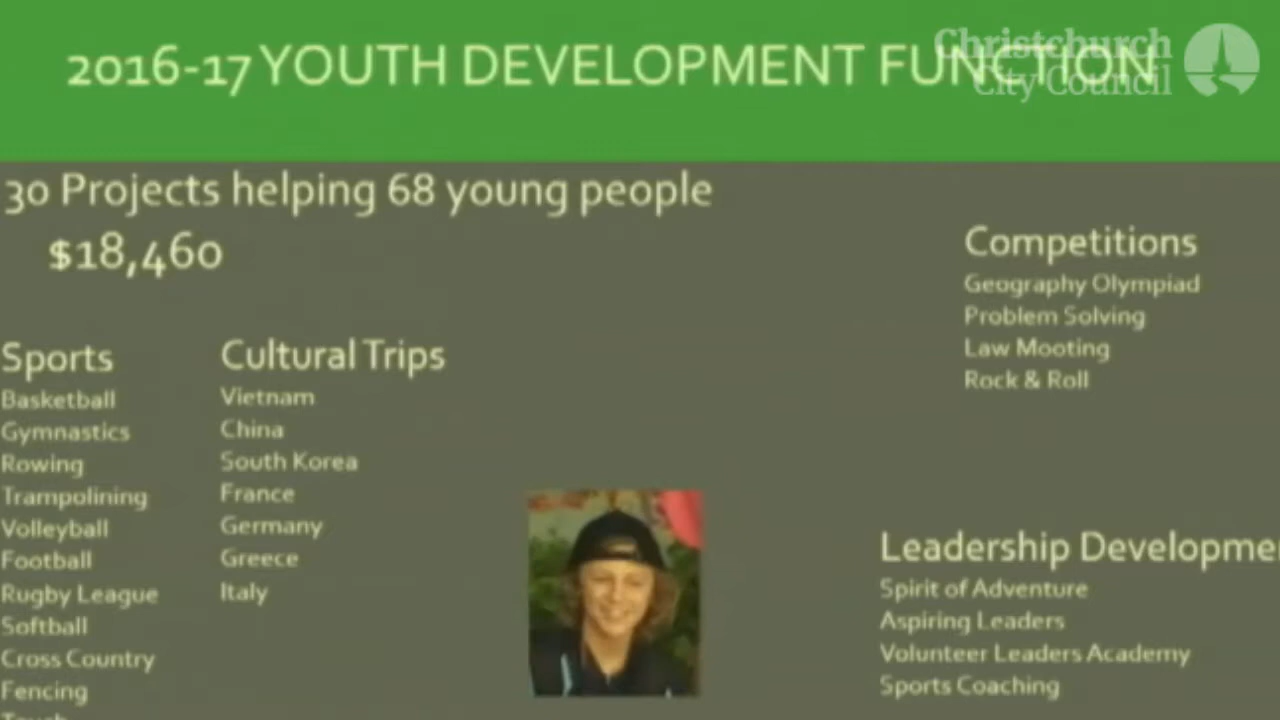 2016-17 YOUTH DEVELOPMENT FUNCTION
Christchurch
City Council
30 Projects helping 68 young people
$18,460
Competitions
Geography Olympiad
Problem Solving
Law Mooting
Rock & Roll
Sports
Basketball
Gymnastics
Rowing
Trampolining
Volleyball
Football
Rugby League
Softball
Cross Country
Fencing
Cultural Trips
Vietnam
China
South Korea
France
Germany
Greece
Italy
Leadership Developme
Spirit of Adventure
Aspiring Leaders
Volunteer Leaders Academy
Sports Coaching